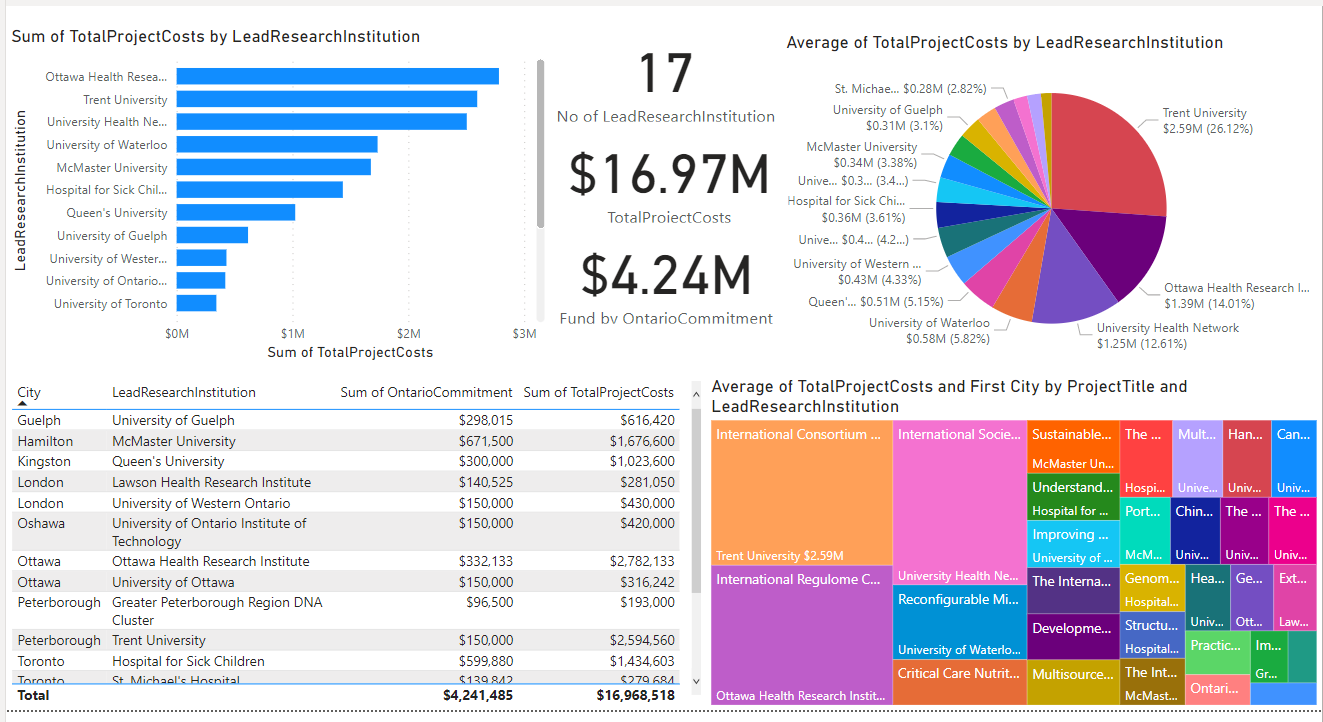 Sum of TotalProjectCosts by LeadResearchInstitution
LeadResearchInstitution
Ottawa Health Resea...
Trent University
University Health Ne...
University of Waterloo
McMaster University
Hospital for Sick Chil...
Queen's University
University of Guelph
University of Wester...
University of Ontario...
University of Toronto
$0M $1M $2M $3M
Sum of TotalProjectCosts
17
No of LeadResearchInstitution
$16.97M
TotalProjectCosts
$4.24M
Fund by OntarioCommitment
Average of TotalProjectCosts by LeadResearchInstitution
St. Michae... $0.28M (2.82%)
University of Guelph
$0.31M (3.1%)
McMaster University
$0.34M (3.38%)
Unive... $0.3... (3.4...)
Hospital for Sick Chi...
$0.36M (3.61%)
Unive... $0.4... (4.2...)
University of Western ...
$0.43M (4.33%)
Queen'... $0.51M (5.15%)
University of Waterloo
$0.58M (5.82%)
Trent University
$2.59M (26.12%)
Ottawa Health Research I...
$1.39M (14.01%)
University Health Network
$1.25M (12.61%)
City LeadResearchInstitution Sum of OntarioCommitment Sum of TotalProjectCosts
Guelph University of Guelph $298,015 $616,420
Hamilton McMaster University $671,500 $1,676,600
Kingston Queen's University $300,000 $1,023,600
London Lawson Health Research Institute $140,525 $281,050
London University of Western Ontario $150,000 $430,000
Oshawa University of Ontario Institute of $150,000 $420,000
Technology
Ottawa Ottawa Health Research Institute $332,133 $2,782,133
Ottawa University of Ottawa $150,000 $316,242
Peterborough Greater Peterborough Region DNA $96,500 $193,000
Cluster
Peterborough Trent University $150,000 $2,594,560
Toronto Hospital for Sick Children $599,880 $1,434,603
Toronto St. Michael's Hospital $139,842 $279,684
Total $4,241,485 $16,968,518
Average of TotalProjectCosts and First City by ProjectTitle and
LeadResearchInstitution
International Consortium ...
Trent University $2.59M
International Regulome C...
Ottawa Health Research Instit...
International Socie...
University Health Ne...
Reconfigurable Mi...
University of Waterlo...
Critical Care Nutrit...
Sustainable...
McMaster Un...
Understand...
Hospital for ...
Improving ...
University of ...
The Interna...
Developme...
Multisource...
The ...
Hospi...
Mult...
Unive...
Han...
Univ...
Can...
Univ...
Port...
McM...
Chin...
Univ...
The ...
Univ...
The ...
Univ...
Genom...
Hospital...
Structu...
Hospital...
The Int...
McMast...
Hea...
Univ...
Ge...
Ott...
Ext...
Law...
Practic...
Ontari...
Im...
Gr...